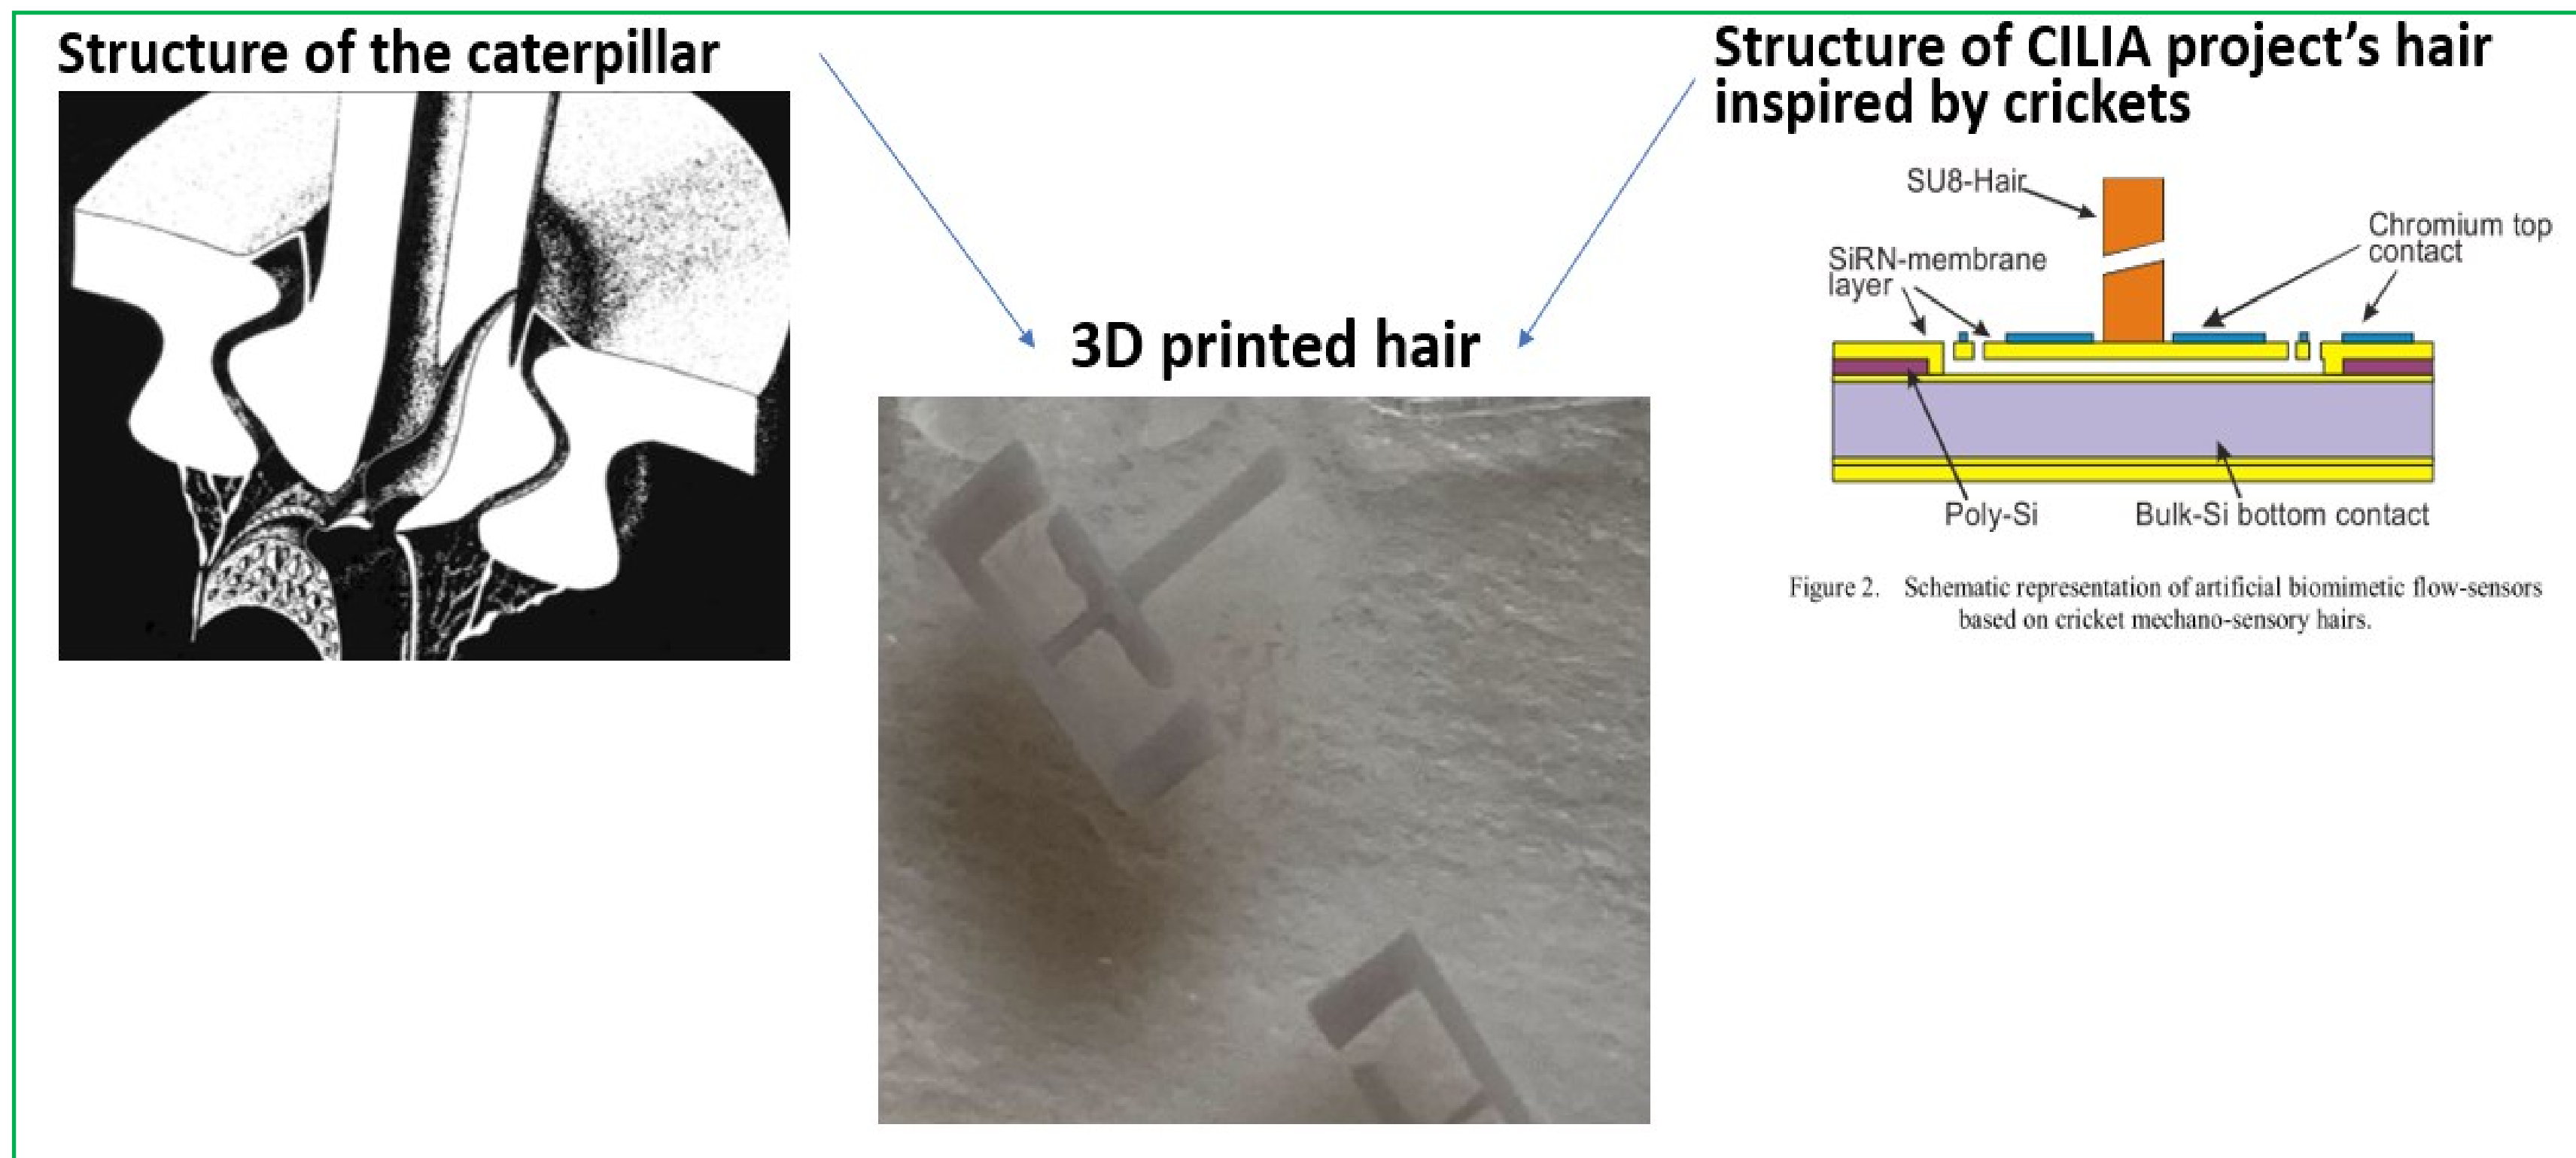 Structure of the caterpillar
Structure of CILIA project's hair
inspired by crickets
3D printed hair
SU8-Hair
Chromium top
contact
SiRN-membrane
layer
Poly-Si
Bulk-Si bottom contact
Figure 2. Schematic representation of artificial biomimetic flow-sensors
based on cricket mechano-sensory hairs.